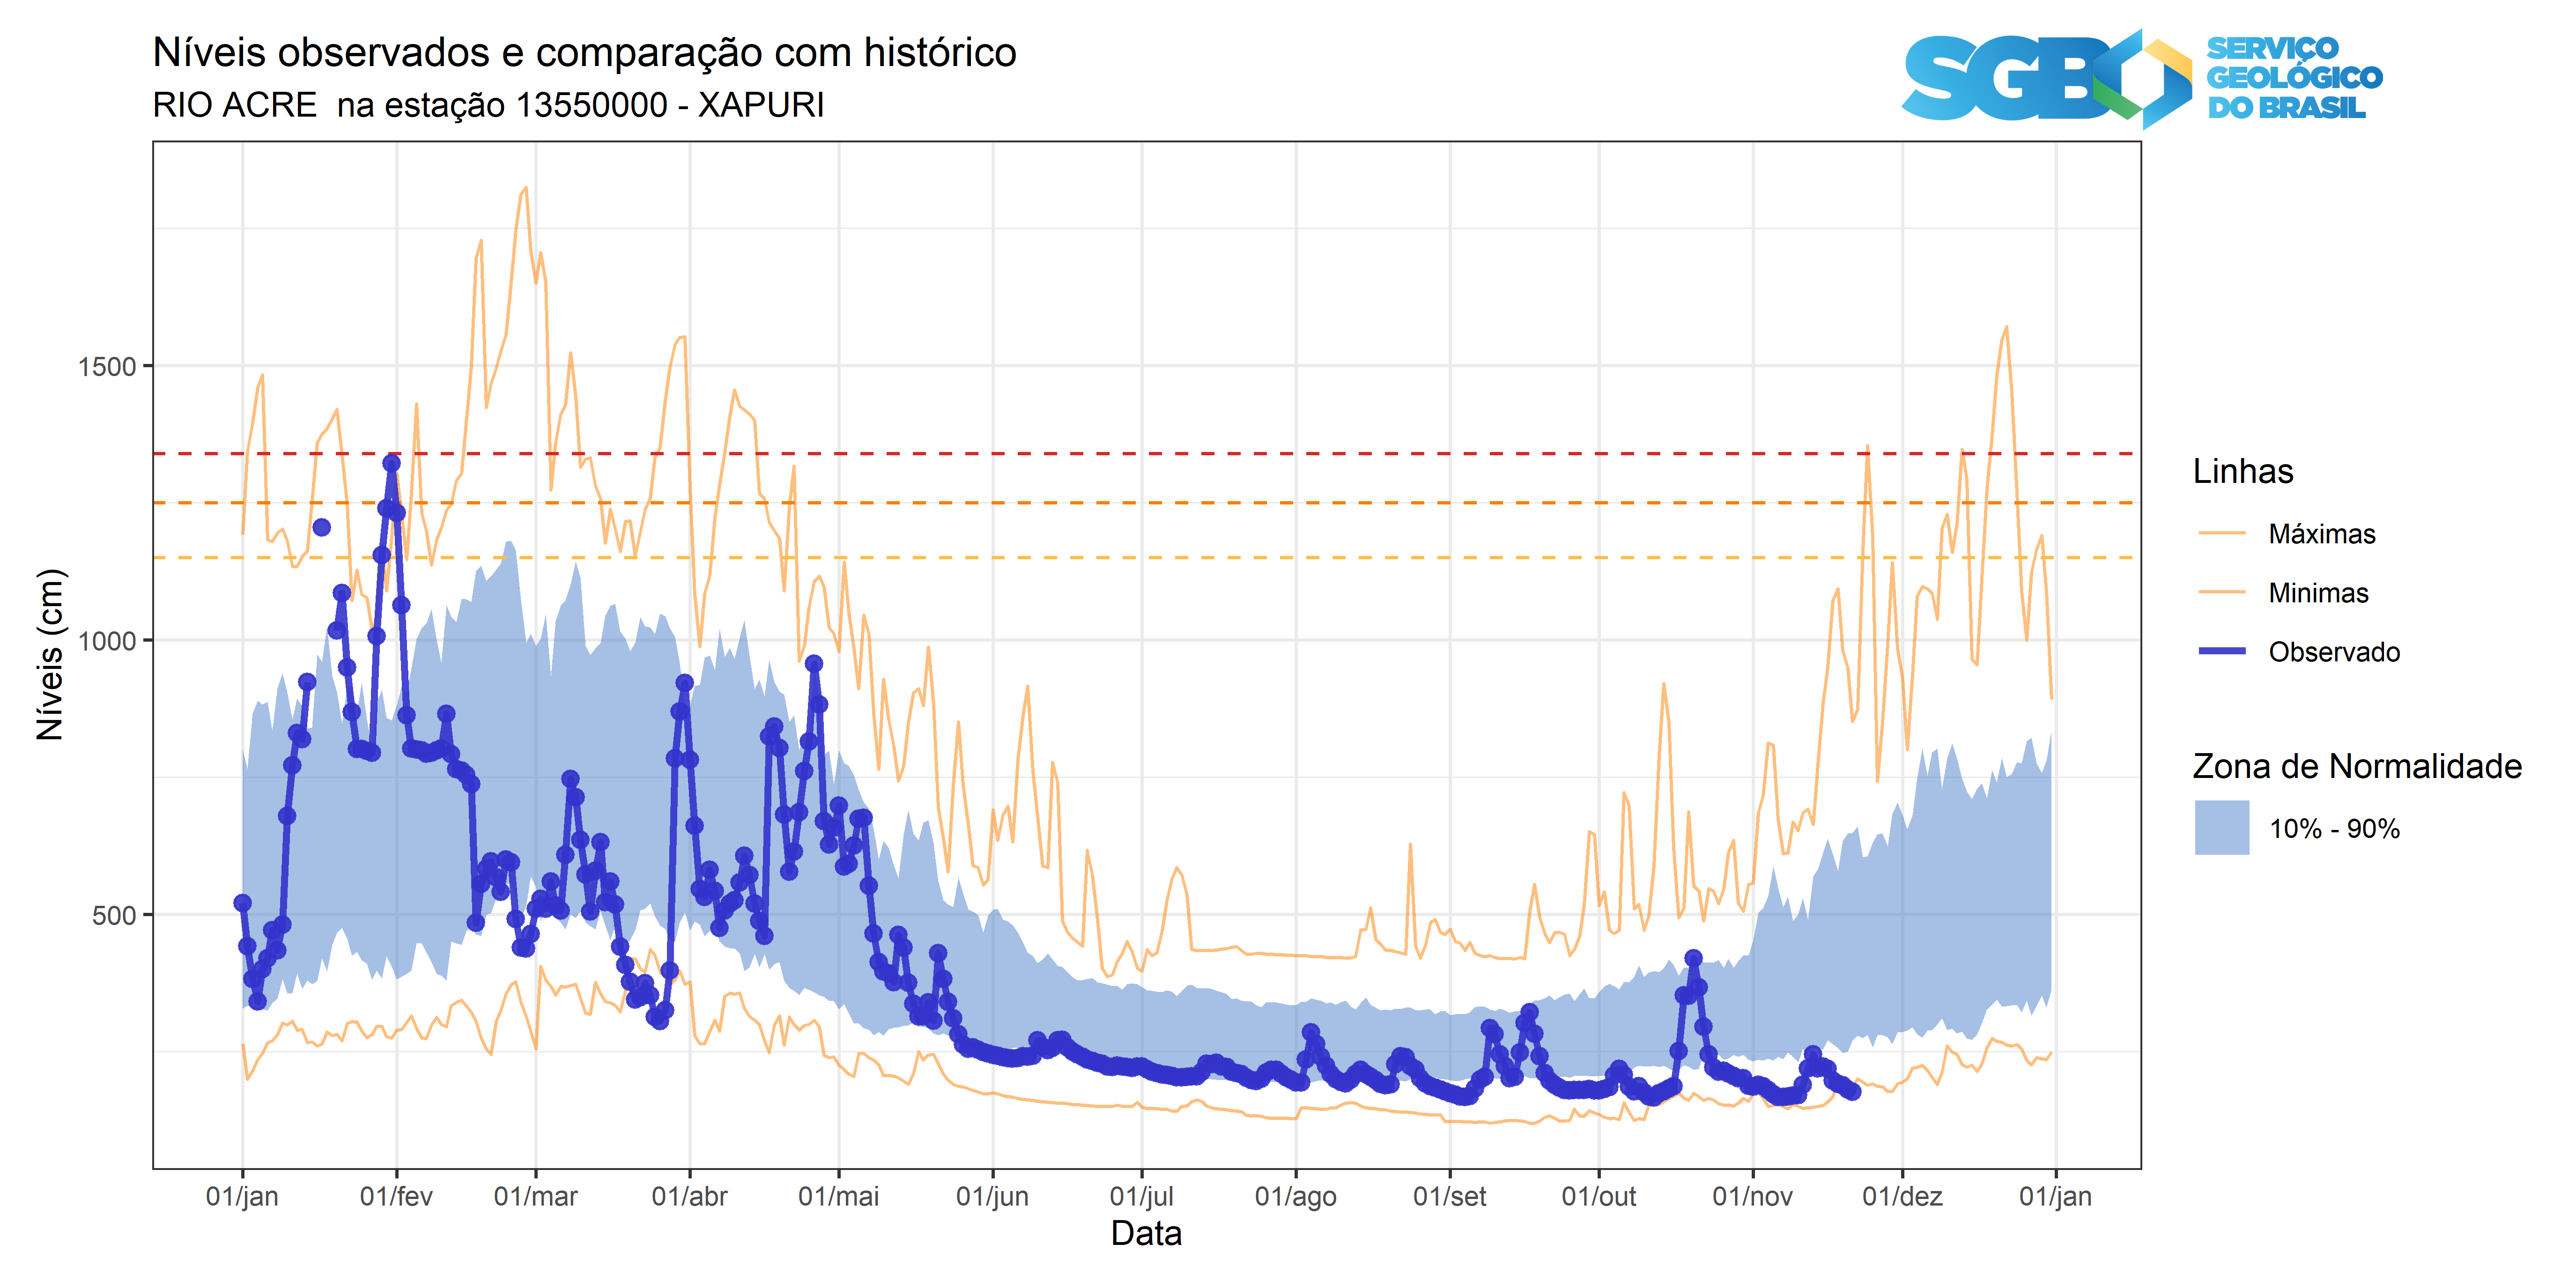 Níveis observados e comparação com histórico
RIO ACRE  na estação 13550000 - XAPURI
SGB
SERVIÇO
GEOLÓGICO
DO BRASIL
Níveis (cm)
1500
1000
500
01/jan
01/fev
01/mar
01/abr
01/mai
01/jun
01/jul
01/ago
01/set
01/out
01/nov
01/dez
01/jan
Data
Linhas
Máximas
Minimas
Observado
Zona de Normalidade
10% - 90%